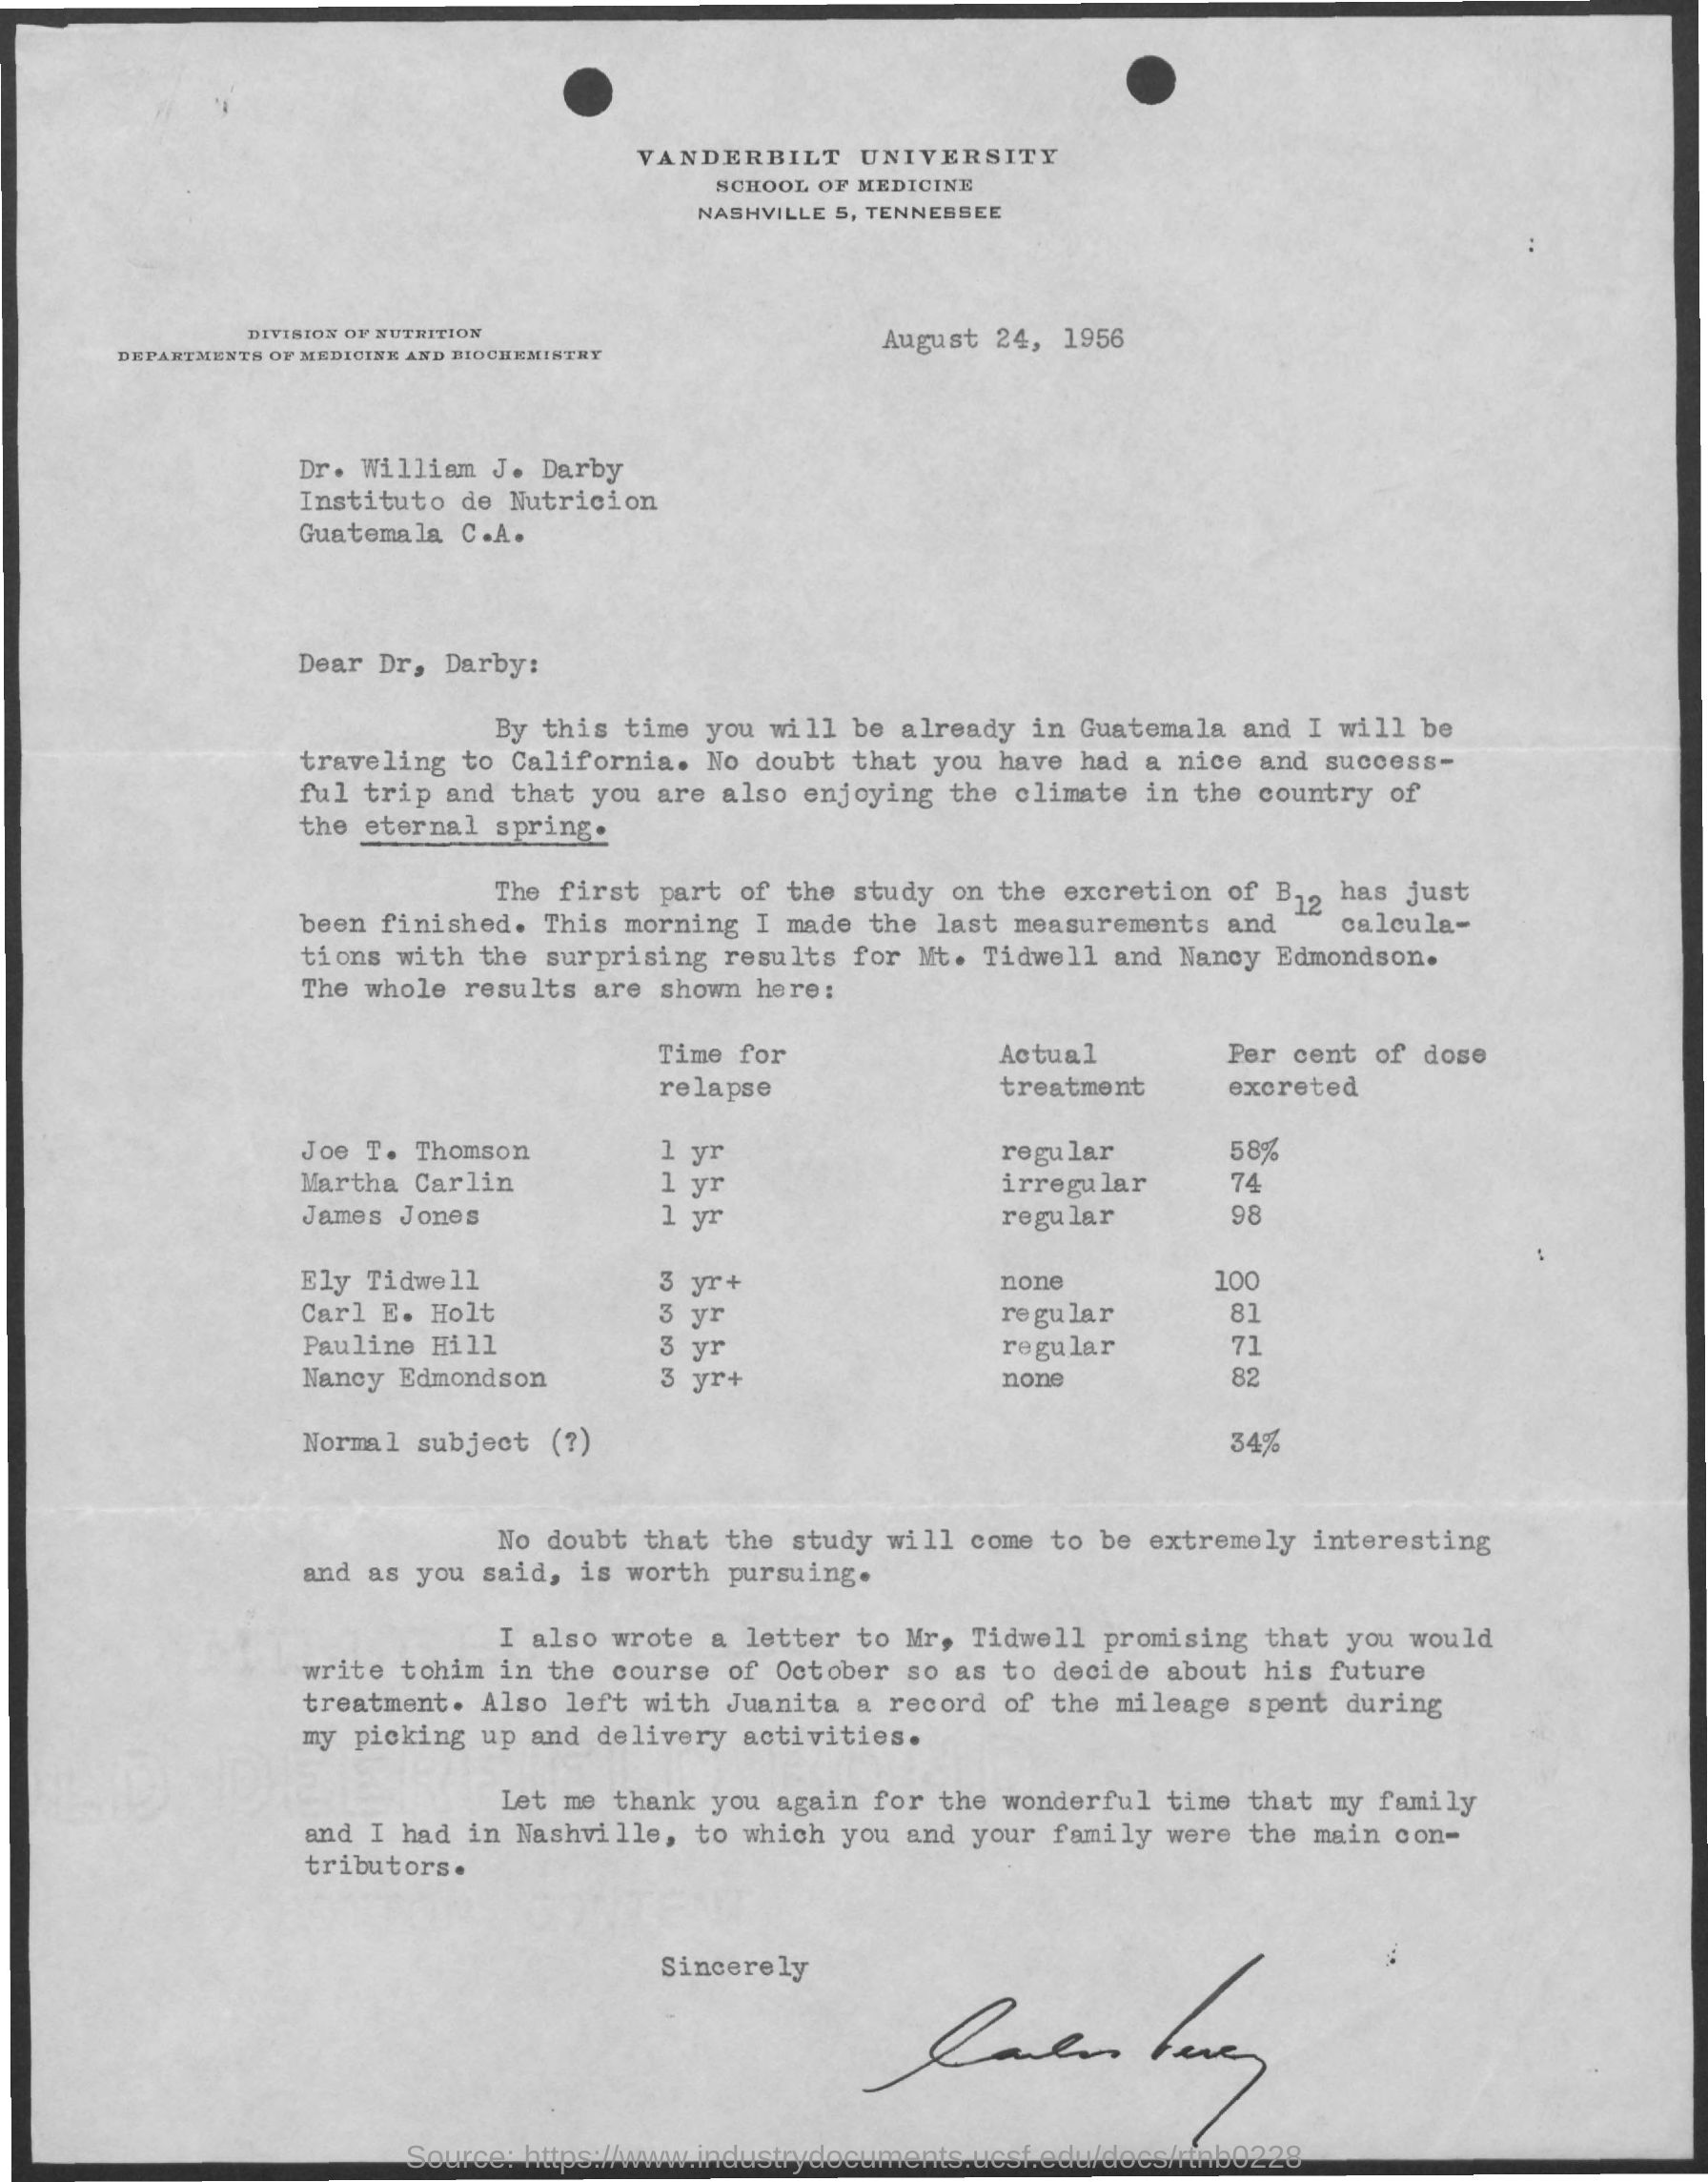 VANDERBILT UNIVERSITY
SCHOOL OF MEDICINE
NASHVILLE 5, TENNESSEE
DIVISION OF NUTRITION
DEPARTMENTS OF MEDICINE AND BIOCHEMISTRY
August 24, 1956
Dr. William J. Darby
Instituto de Nutricion
Guatemala C.A.
Dear Dr, Darby:
By this time you will be already in Guatemala and I will be
traveling to California. No doubt that you have had a nice and success-
ful trip and that you are also enjoying the climate in the country of
the eternal spring.
The first part of the study on the excretion of B12 has just
been finished. This morning I made the last measurements and calcula-
tions with the surprising results for Mt. Tidwell and Nancy Edmondson.
The whole results are shown here:
Time for Actual Per cent of dose
relapse treatment excreted
Joe T. Thomson 1 yr regular 58%
Martha Carlin 1 yr irregular 74
James Jones 1 yr regular 98
Ely Tidwell 3 yr+ none 100
Carl E. Holt 3 yr regular 81
Pauline Hill 3 yr regular 71
Nancy Edmondson 3 yr+ none 82
Normal subject (?) 34%
No doubt that the study will come to be extremely interesting
and as you said, is worth pursuing.
I also wrote a letter to Mr, Tidwell promising that you would
write tohim in the course of October so as to decide about his future
treatment. Also left with Juanita a record of the mileage spent during
my picking up and delivery activities.
Let me thank you again for the wonderful time that my family
and I had in Nashville, to which you and your family were the main con-
tributors.
Sincerely
Source: https://www.industrydocuments.ucsf.edu/docs/rtnb0228